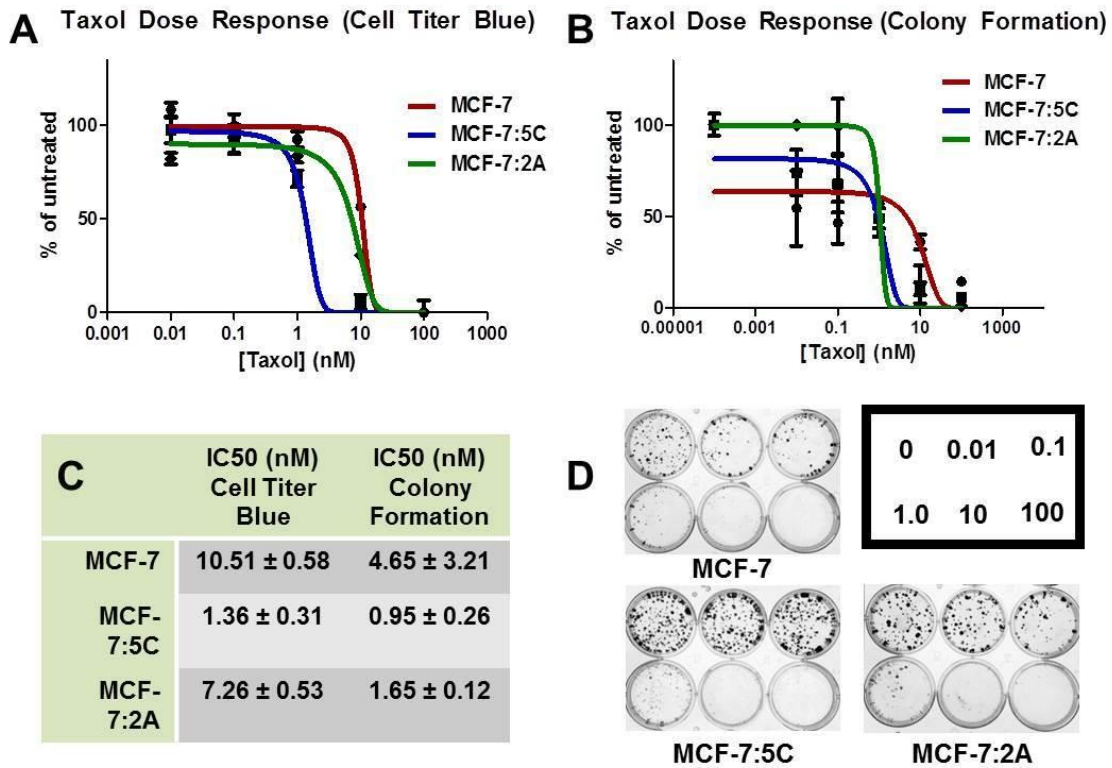 A
Taxol Dose Response (Cell Titer Blue)
% of untreated
100
50
0
0.001
0.01
0.1
1
10
100
1000
[Taxol] (nM)
MCF-7
MCF-7:5C
MCF-7:2A
B
Taxol Dose Response (Colony Formation)
% of untreated
100
50
0
0.00001
0.001
0.1
10
1000
[Taxol] (nM)
MCF-7
MCF-7:5C
MCF-7:2A
C
IC50 (nM)
Cell Titer
Blue
IC50 (nM)
Colony
Formation
MCF-7
10.51 ± 0.58
4.65 ± 3.21
MCF-
7:5C
1.36 ± 0.31
0.95 ± 0.26
MCF-
7:2A
7.26 ± 0.53
1.65 ± 0.12
D
MCF-7
0 0.01 0.1
1.0 10 100
MCF-7:5C
MCF-7:2A